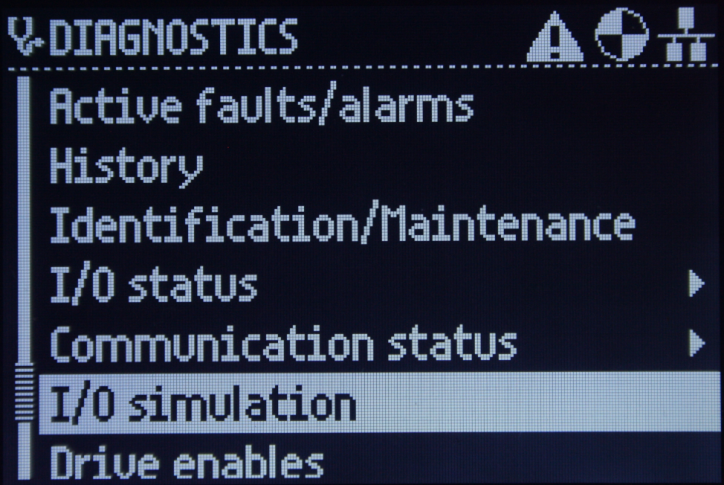 DIAGNOSTICS
Active faults/alarms
History
Identification/Maintenance
I/O status
Communication status
I/O simulation
Drive enables